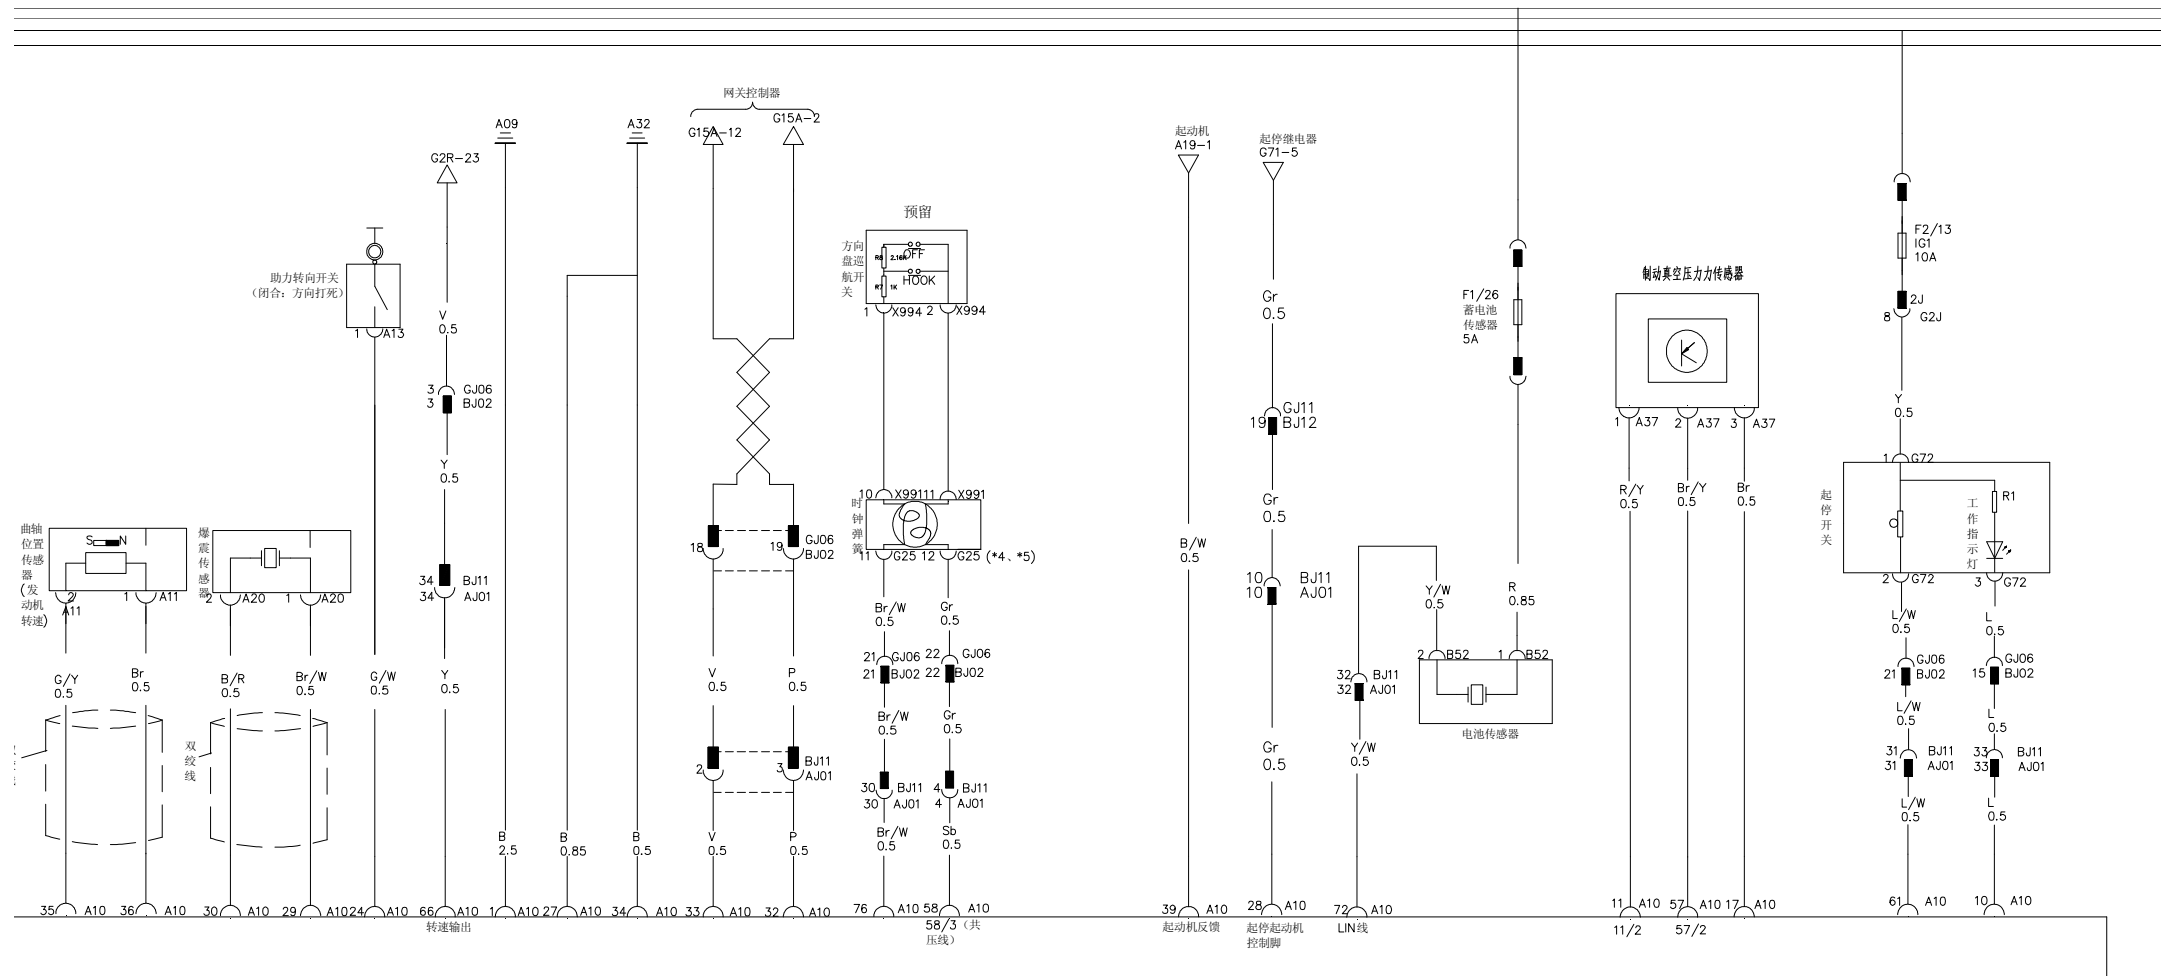 网关控制器
G15A-12
G15A-2
A09
A32
G2R-23
起动机
A19-1
起停继电器
G71-5
预留
方向
盘巡
航开
关
R8
2.16K
OFF
HOOK
R7
1K
1
X994
2
X994
助力转向开关
(闭合：方向打死)
1
A13
V
0.5
3
GJ06
3
BJ02
Y
0.5
34
BJ11
34
AJ01
Y
0.5
曲轴
位置
传感
器
(发
动机
转速)
S
N
2
A11
1
A11
爆
震
传
感
器
2
A20
1
A20
G/Y
0.5
Br
0.5
B/R
0.5
Br/W
0.5
G/W
0.5
双
绞
线
B
2.5
B
0.85
B
0.5
18
19
GJ06
BJ02
V
0.5
P
0.5
2
3
BJ11
AJ01
V
0.5
P
0.5
时
钟
弹
簧
10
X991
11
X991
11
G25
12
G25
(*4、*5)
Br/W
0.5
Gr
0.5
21
GJ06
21
BJ02
22
GJ06
22
BJ02
Br/W
0.5
Gr
0.5
30
BJ11
30
AJ01
4
BJ11
4
AJ01
Br/W
0.5
Sb
0.5
B/W
0.5
Gr
0.5
GJ11
19
BJ12
Gr
0.5
10
BJ11
10
AJ01
Gr
0.5
Y/W
0.5
32
BJ11
32
AJ01
Y/W
0.5
F1/26
蓄电池
传感器
5A
R
0.85
2
B52
1
B52
电池传感器
制动真空压力力传感器
1
A37
2
A37
3
A37
R/Y
0.5
Br/Y
0.5
Br
0.5
F2/13
IG1
10A
2J
8
G2J
Y
0.5
1
G72
起
停
开
关
R1
工
作
指
示
灯
2
G72
3
G72
L/W
0.5
L
0.5
GJ06
21
BJ02
GJ06
15
BJ02
L/W
0.5
L
0.5
31
BJ11
31
AJ01
33
BJ11
33
AJ01
L/W
0.5
L
0.5
35
A10
36
A10
30
A10
29
A10
24
A10
66
A10
1
A10
27
A10
34
A10
33
A10
32
A10
76
A10
58
A10
39
A10
28
A10
72
A10
11
A10
57
A10
17
A10
61
A10
10
A10
转速输出
58/3（共
压线）
起动机反馈
起停起动机
控制脚
LIN线
11/2
57/2